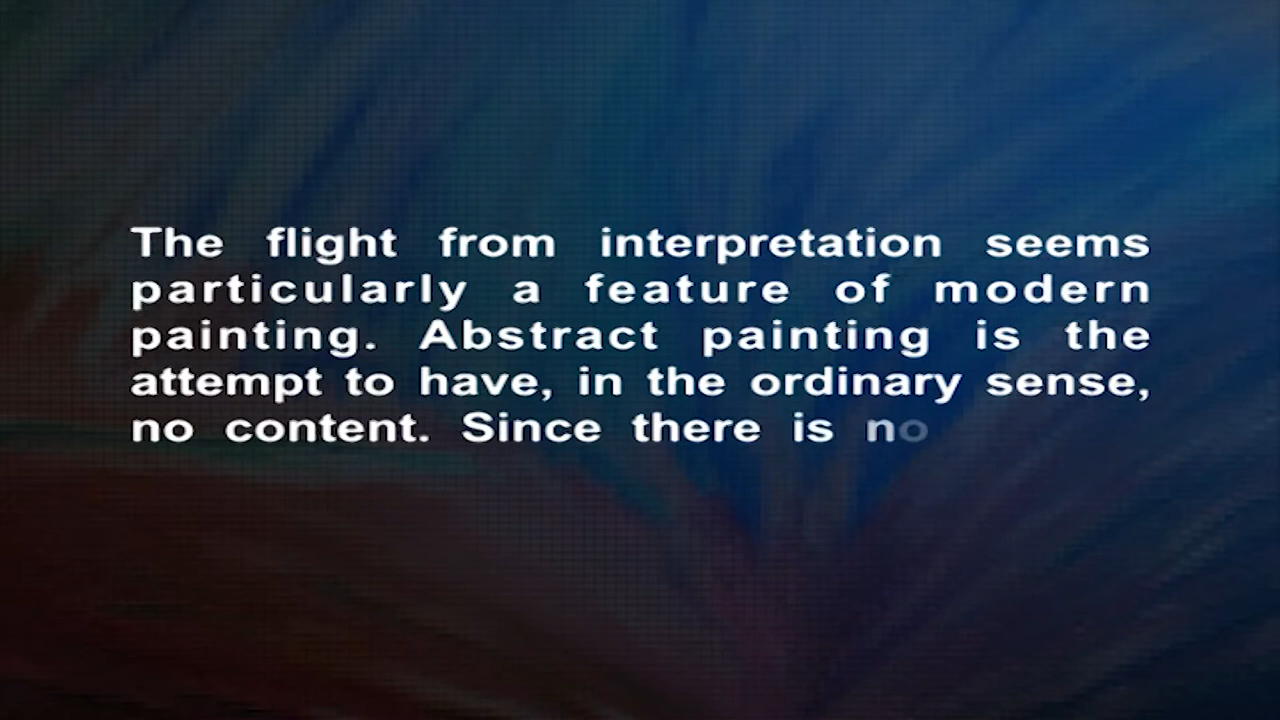 The flight from interpretation seems
particularly a feature of modern
painting. Abstract painting is the
attempt to have, in the ordinary sense,
no content. Since there is no